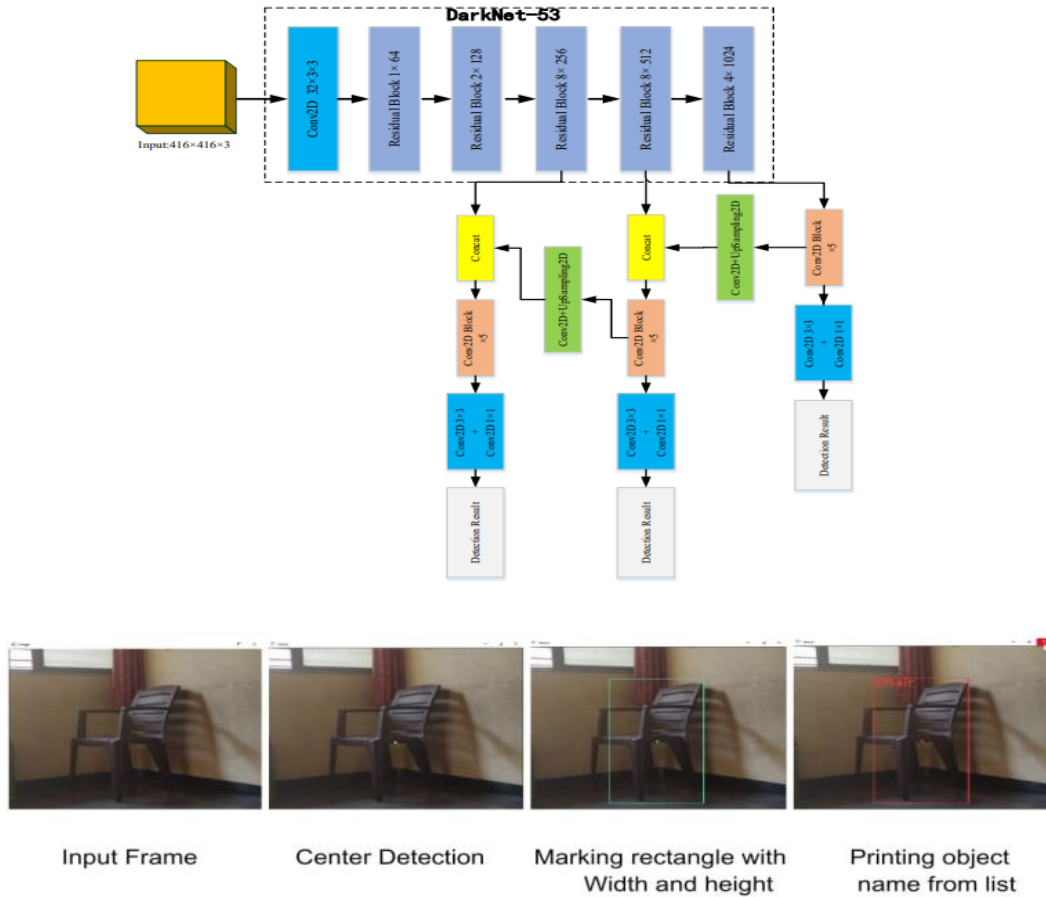 DarkNet-53
Input:416×416×3
Conv2D 32×3×3
Residual Block 1× 64
Residual Block 2× 128
Residual Block 8× 256
Residual Block 8× 512
Residual Block 4× 1024
Concat
Conv2D+UpSampling2D
Concat
Conv2D+UpSampling2D
Conv2D Block
×5
Conv2D Block
×5
Conv2D Block
×5
Conv2D 3×3
+
Conv2D 1×1
Conv2D 3×3
+
Conv2D 1×1
Conv2D 3×3
+
Conv2D 1×1
Detection Result
Detection Result
Detection Result
Input Frame
Center Detection
Marking rectangle with
Width and height
Printing object
name from list